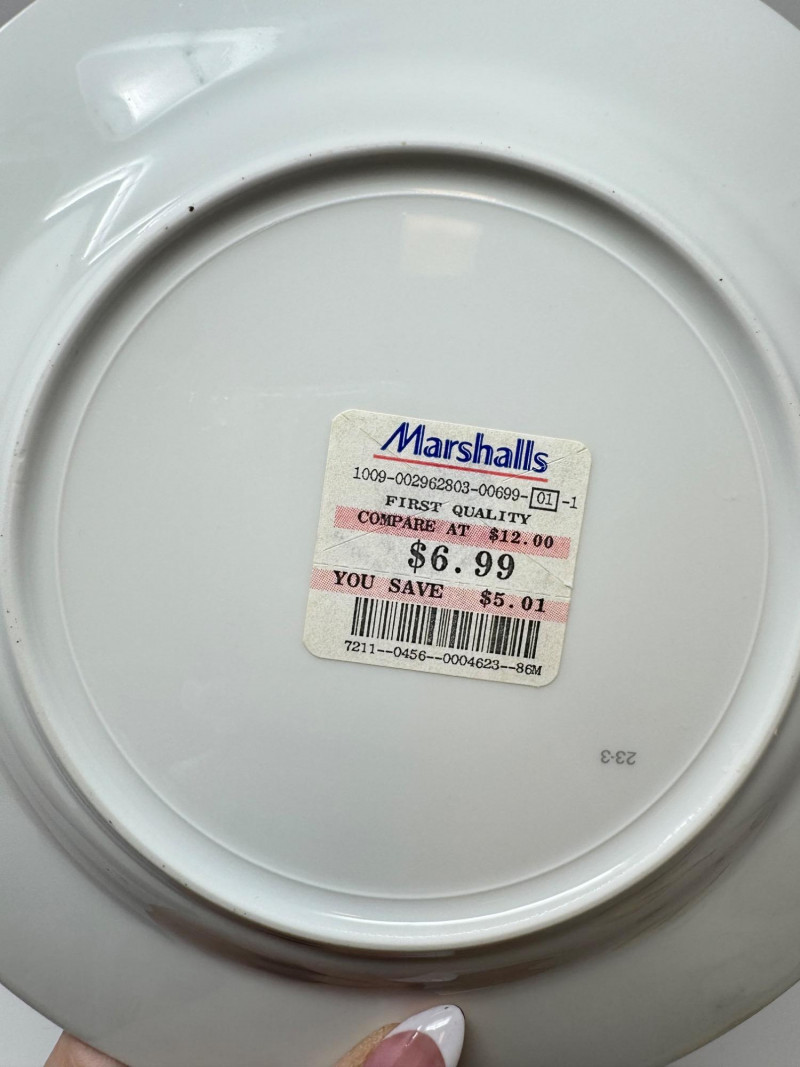 Marshalls
1009-002962803-00699-01-1
FIRST QUALITY
COMPARE AT $12.00
$6.99
YOU SAVE $5.01
7211--0456--0004623--86M
23-3